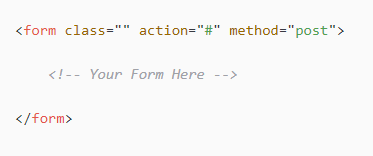 <form class="" action="#" method="post">
<!-- Your Form Here -->
</form>